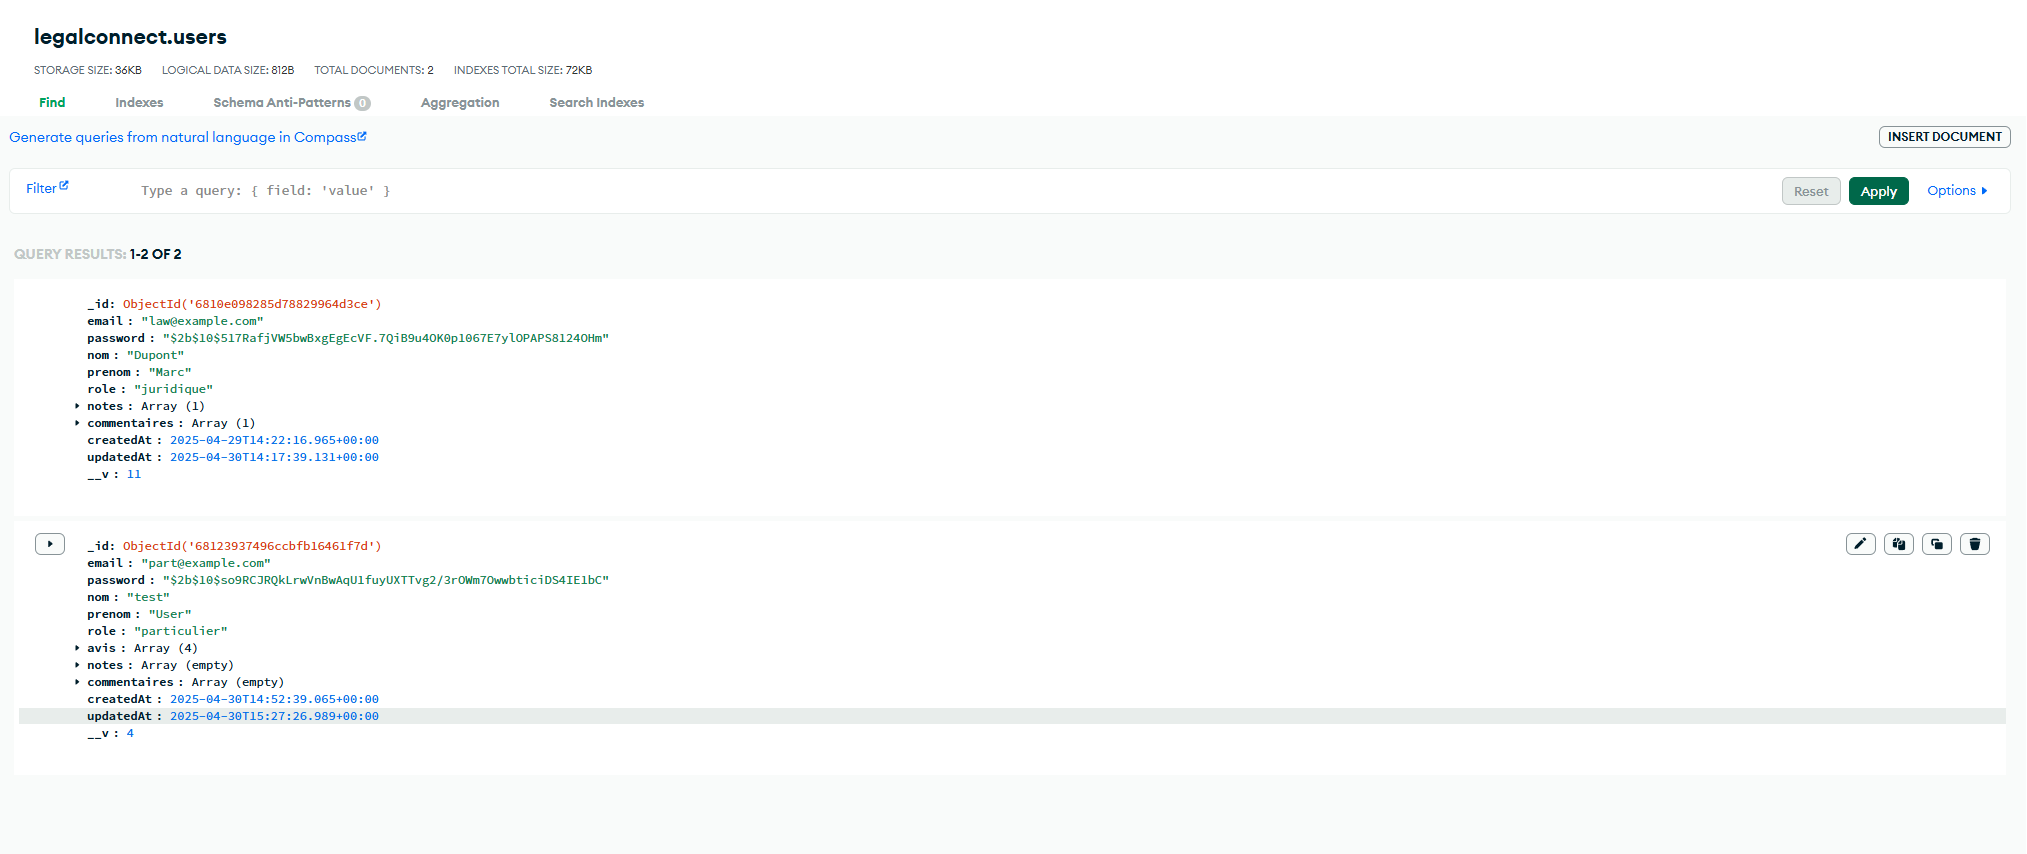 legalconnect.users
STORAGE SIZE: 36KB LOGICAL DATA SIZE: 812B TOTAL DOCUMENTS: 2 INDEXES TOTAL SIZE: 72KB
Find Indexes Schema Anti-Patterns 0 Aggregation Search Indexes
Generate queries from natural language in Compass
INSERT DOCUMENT
Filter Type a query: { field: 'value' } Reset Apply Options
QUERY RESULTS: 1-2 OF 2
_id: ObjectId('6810e098285d78829964d3ce')
email : "law@example.com"
password : "$2b$10$517RafjVW5bwBxgEgEcVF.7QiB9u4OK0p1067E7ylOPAPS8124OHm"
nom : "Dupont"
prenom : "Marc"
role : "juridique"
notes : Array (1)
commentaires : Array (1)
createdAt : 2025-04-29T14:22:16.965+00:00
updatedAt : 2025-04-30T14:17:39.131+00:00
__v : 11
_id: ObjectId('68123937496ccbfb16461f7d')
email : "part@example.com"
password : "$2b$10$so9RCJRQkLrwVnBwAqUlfuyUXTTvg2/3rOWm7OwwbticiDS4IE1bC"
nom : "test"
prenom : "User"
role : "particulier"
avis : Array (4)
notes : Array (empty)
commentaires : Array (empty)
createdAt : 2025-04-30T14:52:39.065+00:00
updatedAt : 2025-04-30T15:27:26.989+00:00
__v : 4